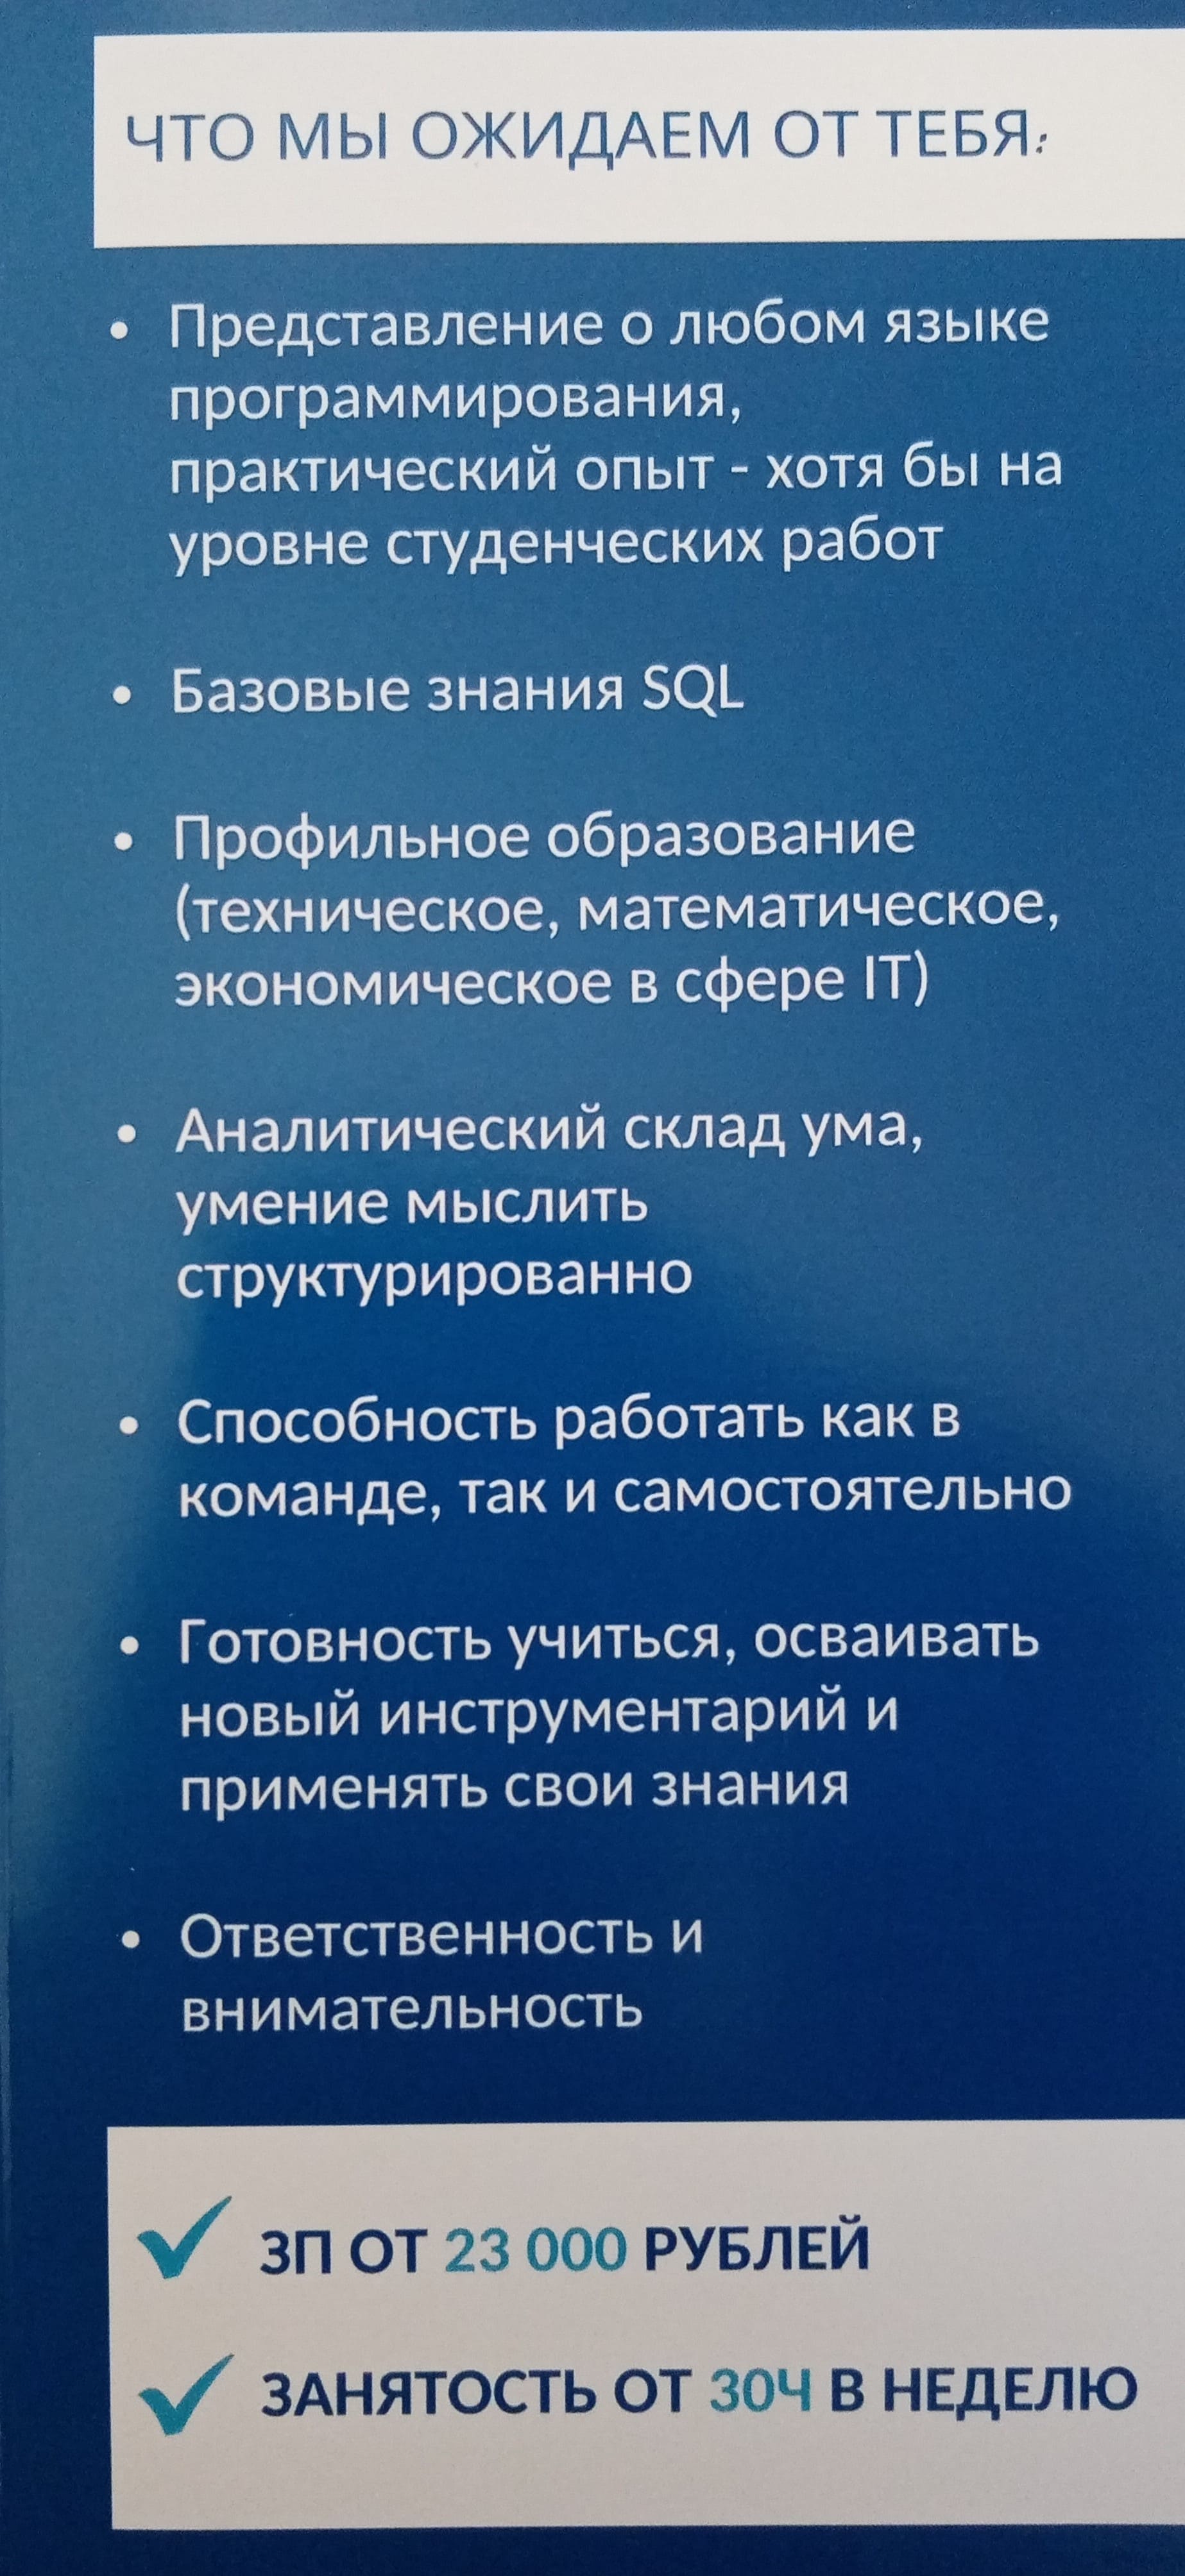 ЧТО МЫ ОЖИДАЕМ ОТ ТЕБЯ:
• Представление о любом языке
программирования,
практический опыт - хотя бы на
уровне студенческих работ
• Базовые знания SQL
• Профильное образование
(техническое, математическое,
экономическое в сфере IT)
• Аналитический склад ума,
умение мыслить
структурированно
• Способность работать как в
команде, так и самостоятельно
• Готовность учиться, осваивать
новый инструментарий и
применять свои знания
• Ответственность и
внимательность
✓ ЗП ОТ 23 000 РУБЛЕЙ
✓ ЗАНЯТОСТЬ ОТ 30Ч В НЕДЕЛЮ